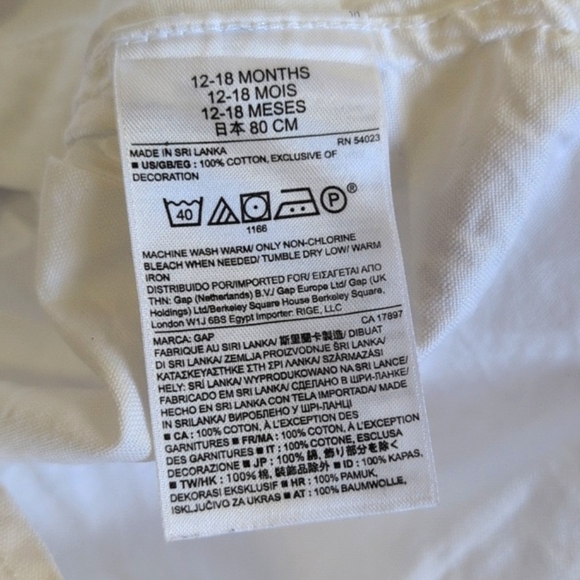 12-18 MONTHS
12-18 MOIS
12-18 MESES
日本 80 CM
MADE IN SRI LANKA RN 54023
■ US/GB/EG : 100% COTTON, EXCLUSIVE OF
DECORATION
40 P ®
1166
MACHINE WASH WARM/ ONLY NON-CHLORINE
BLEACH WHEN NEEDED/ TUMBLE DRY LOW/ WARM
IRON
DISTRIBUIDO POR/IMPORTED FOR/ ΕΙΣΑΓΕΤΑΙ ΑΠΟ
ΤΗΝ: Gap (Netherlands) B.V./ Gap Europe Ltd/ Gap (UK
Holdings) Ltd/Berkeley Square House Berkeley Square,
London W1J 6BS Egypt Importer: RIGE, LLC
MARCA: GAP CA 17897
FABRIQUE AU SIRI LANKA/ 斯里蘭卡製造/ DIBUAT
DI SRI LANKA/ ZEMLJA PROIZVODNJE ŠRI LANKA/
ΚΑΤΑΣΚΕΥΑΣΤΗΚΕ ΣΤΗ ΣΡΙ ΛΑΝΚΑ/ SZÁRMAZÁSI
HELY: SRÍ LANKA/ WYPRODUKOWANO NA SRI LANCE/
FABRICADO EM SRI LANKA/ СДЕЛАНО В ШРИ-ЛАНКЕ/
HECHO EN SRI LANKA CON TELA IMPORTADA/ MADE
IN SRILANKA/ ВИРОБЛЕНО У ШРІ-ЛАНЦІ
■ CA : 100% COTON, À L'EXCEPTION DES
GARNITURES ■ FR/MA : 100% COTON, À L'EXCEPTION
DES GARNITURES ■ IT : 100% COTONE, ESCLUSA
DECORAZIONE ■ JP : 100% 綿, 飾り部分を除く
■ TW/HK : 100% 棉, 裝飾品除外 ■ ID : 100% KAPAS,
DEKORASI EKSKLUSIF ■ HR : 100% PAMUK,
ISKLJUČIVO ZA UKRAS ■ AT : 100% BAUMWOLLE,